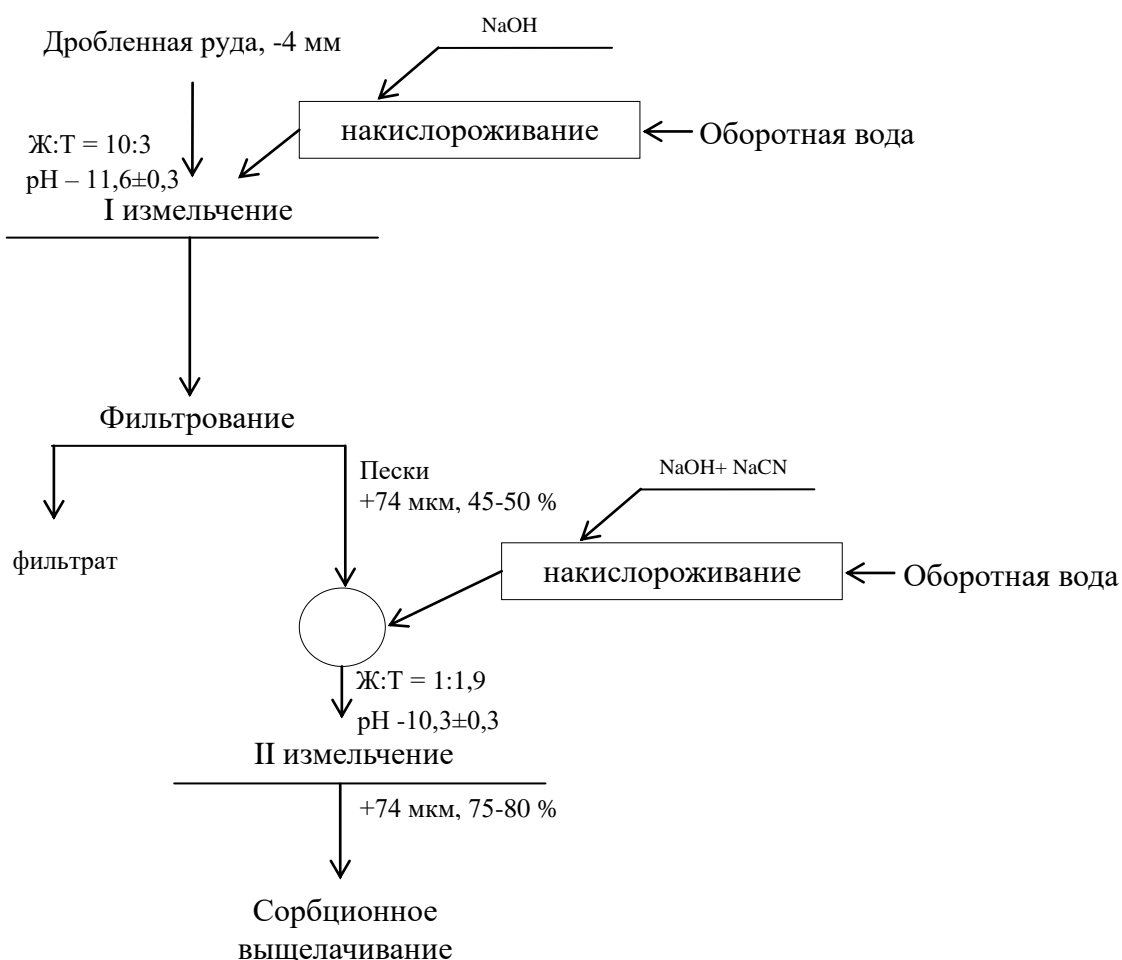 NaOH
Дробленная руда, -4 мм
накислороживание
Оборотная вода
Ж:Т = 10:3
pH – 11,6±0,3
I измельчение
Фильтрование
Пески
+74 мкм, 45-50 %
NaOH+ NaCN
фильтрат
накислороживание
Оборотная вода
Ж:Т = 1:1,9
pH -10,3±0,3
II измельчение
+74 мкм, 75-80 %
Сорбционное
выщелачивание